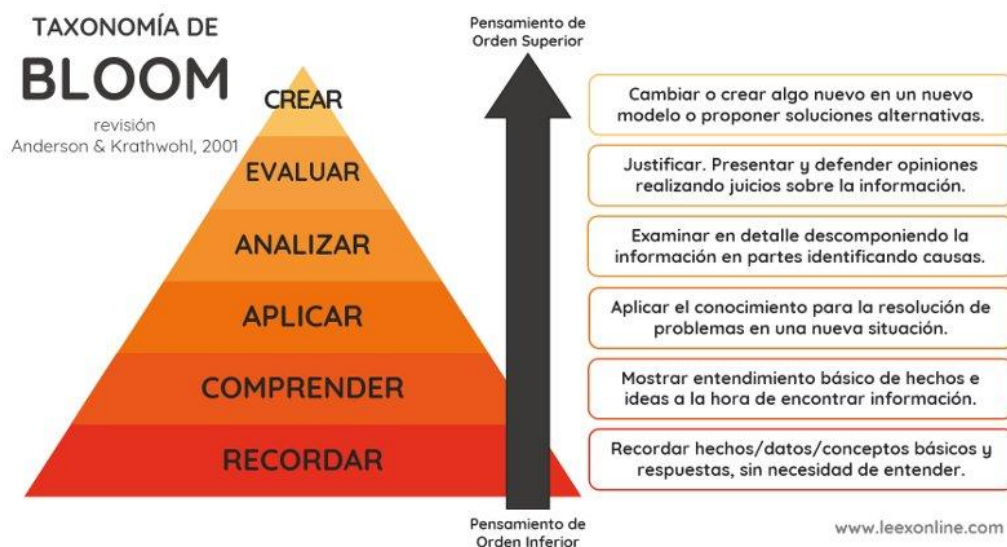 TAXONOMÍA DE
BLOOM
revisión
Anderson & Krathwohl, 2001
CREAR
EVALUAR
ANALIZAR
APLICAR
COMPRENDER
RECORDAR
Pensamiento de
Orden Superior
Pensamiento de
Orden Inferior
Cambiar o crear algo nuevo en un nuevo
modelo o proponer soluciones alternativas.
Justificar. Presentar y defender opiniones
realizando juicios sobre la información.
Examinar en detalle descomponiendo la
información en partes identificando causas.
Aplicar el conocimiento para la resolución de
problemas en una nueva situación.
Mostrar entendimiento básico de hechos e
ideas a la hora de encontrar información.
Recordar hechos/datos/conceptos básicos y
respuestas, sin necesidad de entender.
www.leexonline.com